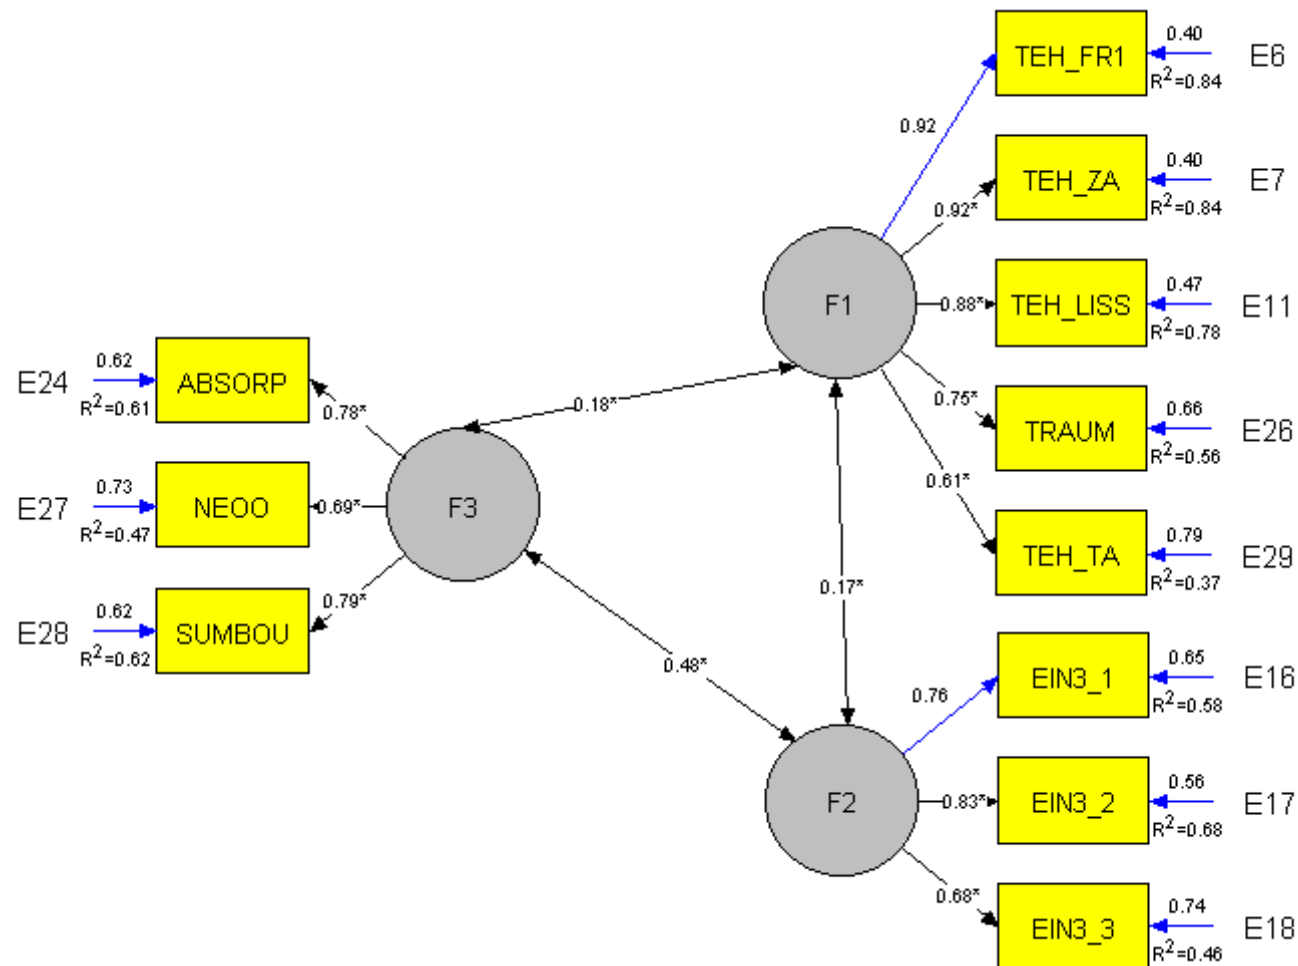 0.40
TEH_FR1
E6
R²=0.84
0.92
0.40
TEH_ZA
E7
R²=0.84
0.92*
F1
0.88*
0.47
TEH_LISS
E11
R²=0.78
0.75*
0.66
TRAUM
E26
R²=0.56
0.61*
0.79
TEH_TA
E29
R²=0.37
0.62
E24
ABSORP
R²=0.61
0.78*
0.18*
0.73
E27
NEOO
R²=0.47
0.69*
F3
0.62
E28
SUMBOU
R²=0.62
0.79*
0.17*
0.48*
0.65
EIN3_1
E16
R²=0.58
0.76
F2
0.83*
0.56
EIN3_2
E17
R²=0.68
0.68*
0.74
EIN3_3
E18
R²=0.46